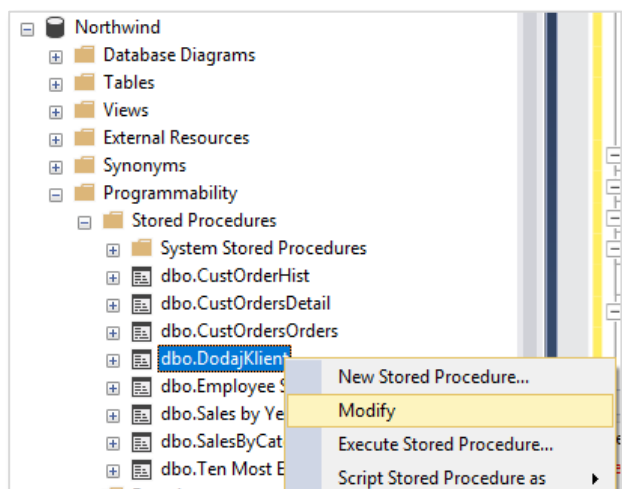 Northwind
Database Diagrams
Tables
Views
External Resources
Synonyms
Programmability
Stored Procedures
System Stored Procedures
dbo.CustOrderHist
dbo.CustOrdersDetail
dbo.CustOrdersOrders
dbo.DodajKlient
dbo.Employee
New Stored Procedure...
dbo.Sales by
Modify
dbo.SalesByCat
Execute Stored Procedure...
dbo.Ten Most
Script Stored Procedure as